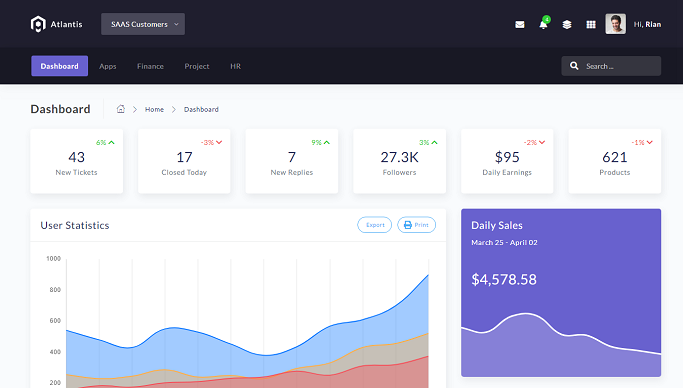 Atlantis
SAAS Customers
4
Hi, Rian
Dashboard
Apps
Finance
Project
HR
Search ...
Dashboard
Home
Dashboard
6%
43
New Tickets
-3%
17
Closed Today
9%
7
New Replies
3%
27.3K
Followers
-2%
$95
Daily Earnings
-1%
621
Products
User Statistics
Export
Print
1000
800
600
400
200
Daily Sales
March 25 - April 02
$4,578.58